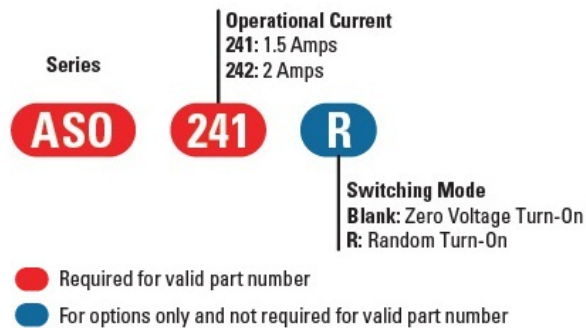 Operational Current
241: 1.5 Amps
242: 2 Amps
Series
ASO 241 R
Switching Mode
Blank: Zero Voltage Turn-On
R: Random Turn-On
Required for valid part number
For options only and not required for valid part number